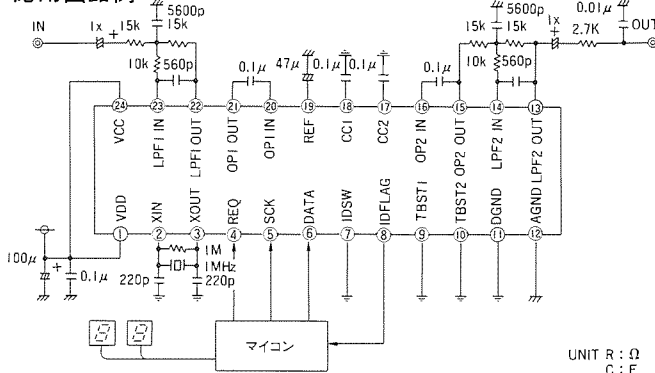 IN
1x +
15k
5600p
15k
10k
560p
0.1μ
47μ
0.1μ
0.1μ
0.1μ
15k
5600p
15k
10k
560p
1x
+
2.7K
0.01μ
OUT
24 23 22 21 20 19 18 17 16 15 14 13
VCC
LPF1 IN
LPF1 OUT
OP1 OUT
OP1 IN
REF
CC1
CC2
OP2 IN
OP2 OUT
LPF2 IN
LPF2 OUT
VDD
XIN
XOUT
REQ
SCK
DATA
IDSW
IDFLAG
TBST1
TBST2
DGND
AGND
1 2 3 4 5 6 7 8 9 10 11 12
100μ
+
0.1μ
220p
1M
1MHz
220p
8 8
マイコン
UNIT R : Ω
C : F